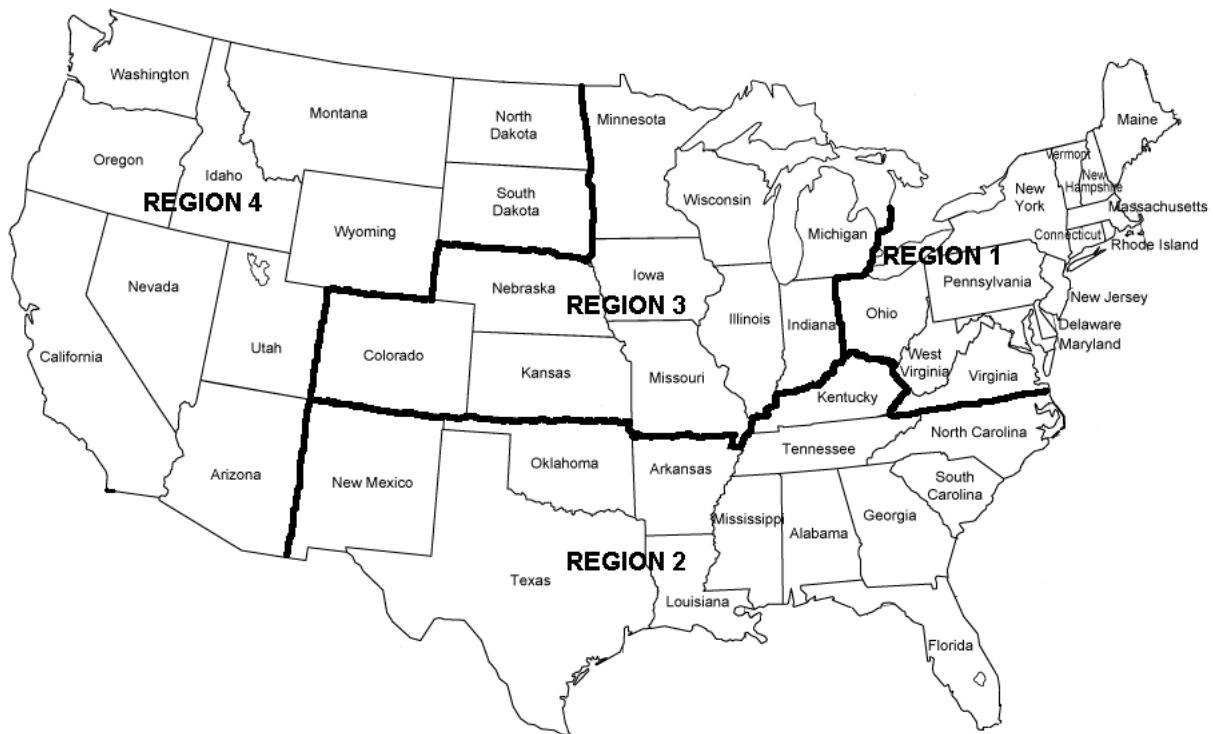 Washington
Montana
North
Dakota
Minnesota
Maine
Oregon
Idaho
REGION 4
Wyoming
South
Dakota
Wisconsin
Michigan
Vermont
New
Hampshire
New
York
Massachusetts
Connecticut
Rhode Island
REGION 1
Nevada
Nebraska
Iowa
REGION 3
Pennsylvania
New Jersey
California
Utah
Colorado
Kansas
Missouri
Illinois
Indiana
Ohio
West
Virginia
Virginia
Delaware
Maryland
Kentucky
Arizona
New Mexico
Oklahoma
Arkansas
Tennessee
North Carolina
South
Carolina
Mississippi
Alabama
Georgia
REGION 2
Texas
Louisiana
Florida